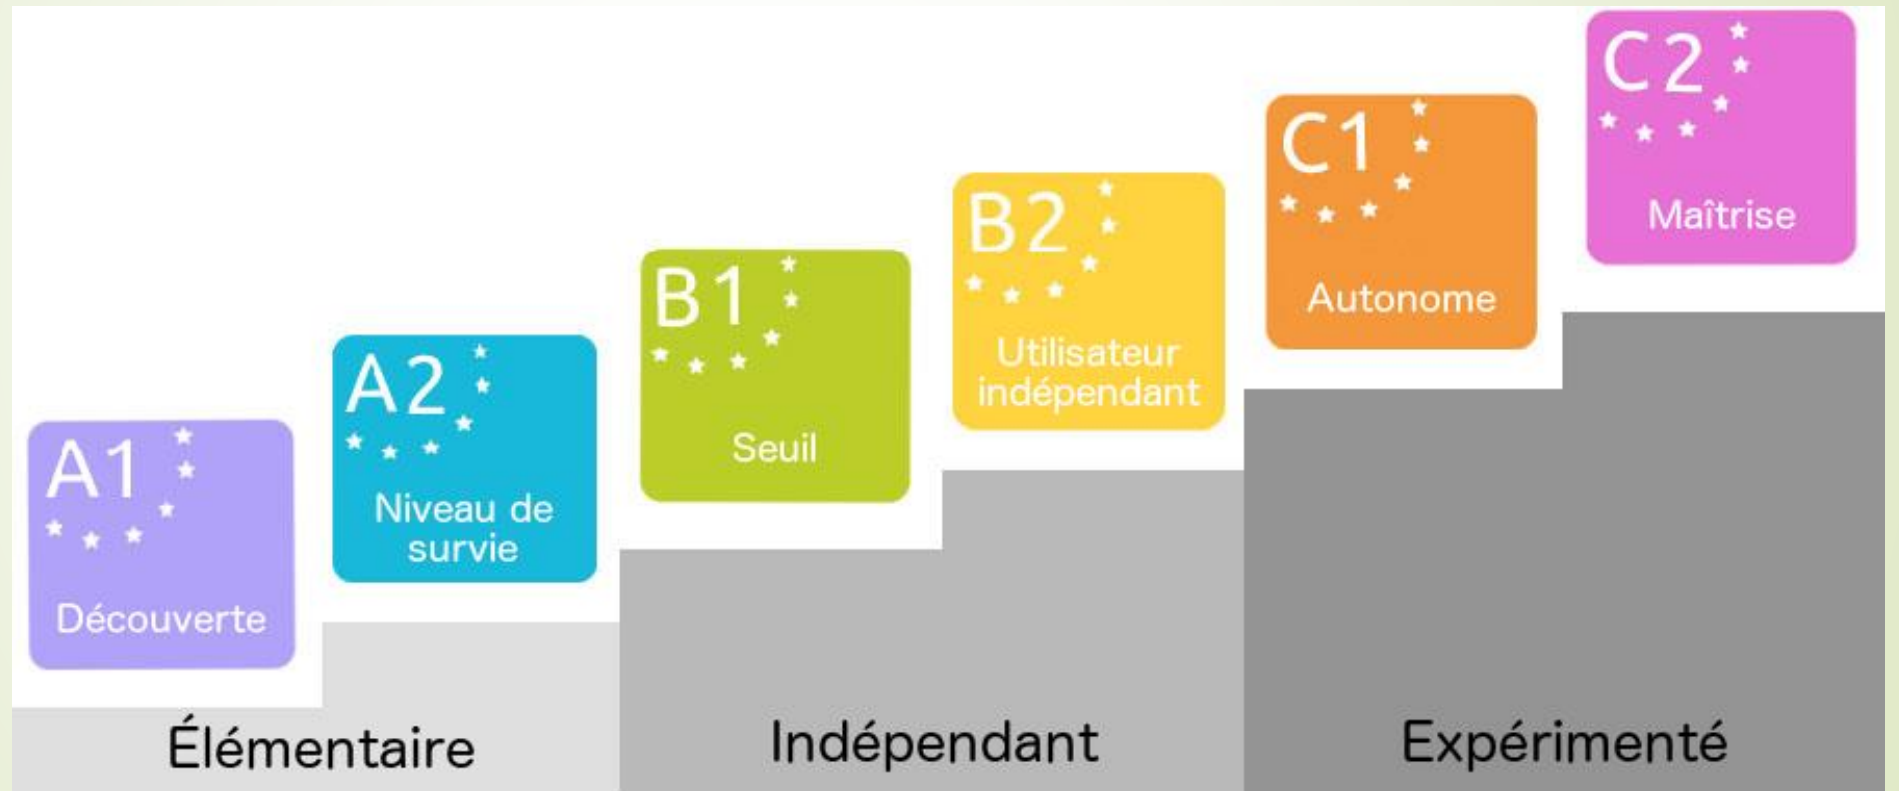 A1
Découverte
A2
Niveau de
survie
B1
Seuil
B2
Utilisateur
indépendant
C1
Autonome
C2
Maîtrise
Élémentaire
Indépendant
Expérimenté